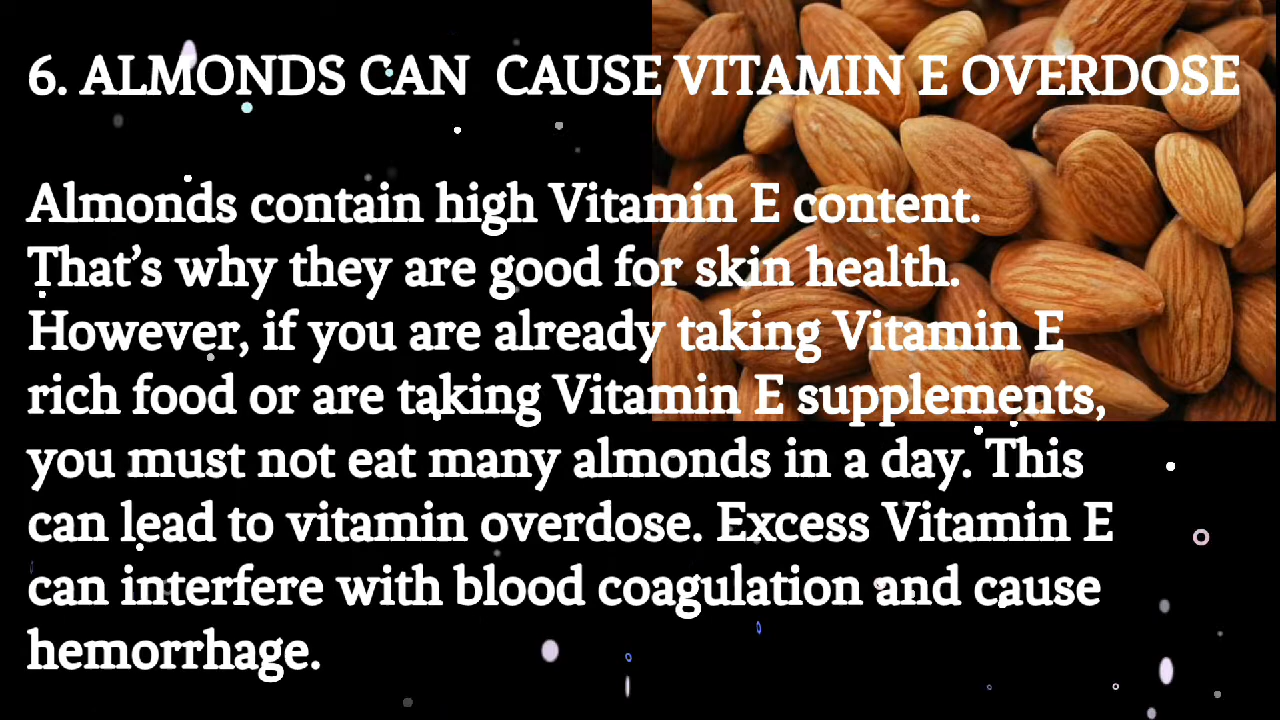 6. ALMONDS CAN CAUSE VITAMIN E OVERDOSE
Almonds contain high Vitamin E content.
That's why they are good for skin health.
However, if you are already taking Vitamin E
rich food or are taking Vitamin E supplements,
you must not eat many almonds in a day. This
can lead to vitamin overdose. Excess Vitamin E
can interfere with blood coagulation and cause
hemorrhage.